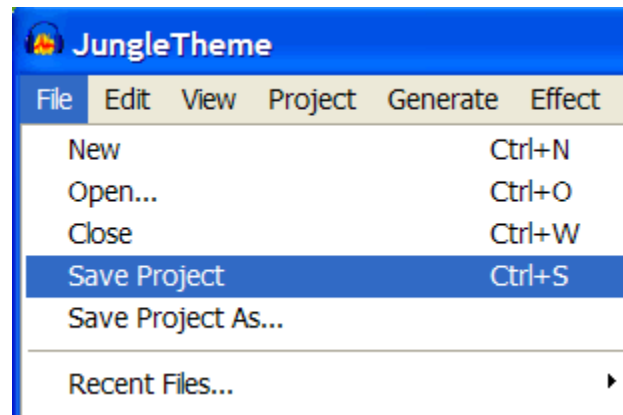 JungleTheme
File Edit View Project Generate Effect
New Ctrl+N
Open... Ctrl+O
Close Ctrl+W
Save Project Ctrl+S
Save Project As...
Recent Files...